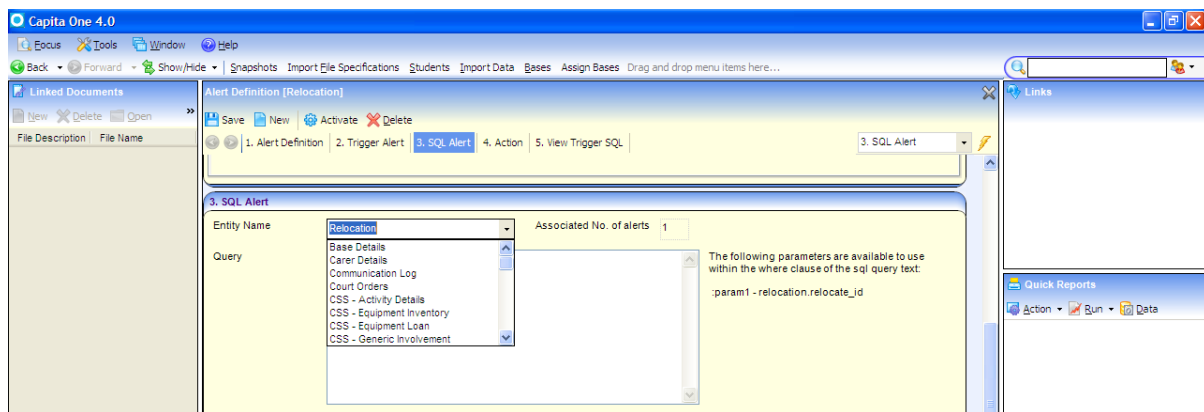 Capita One 4.0
Focus Tools Window Help
Back Forward Show/Hide Snapshots Import File Specifications Students Import Data Bases Assign Bases Drag and drop menu items here...
Linked Documents
New Delete Open »
File Description File Name
Alert Definition [Relocation]
Save New Activate Delete
1. Alert Definition 2. Trigger Alert 3. SQL Alert 4. Action 5. View Trigger SQL 3. SQL Alert
3. SQL Alert
Entity Name Relocation Associated No. of alerts 1
Base Details
Carer Details
Communication Log
Court Orders
CSS - Activity Details
CSS - Equipment Inventory
CSS - Equipment Loan
CSS - Generic Involvement
Query
The following parameters are available to use
within the where clause of the sql query text:
:param1 - relocation.relocate_id
Links
Quick Reports
Action Run Data